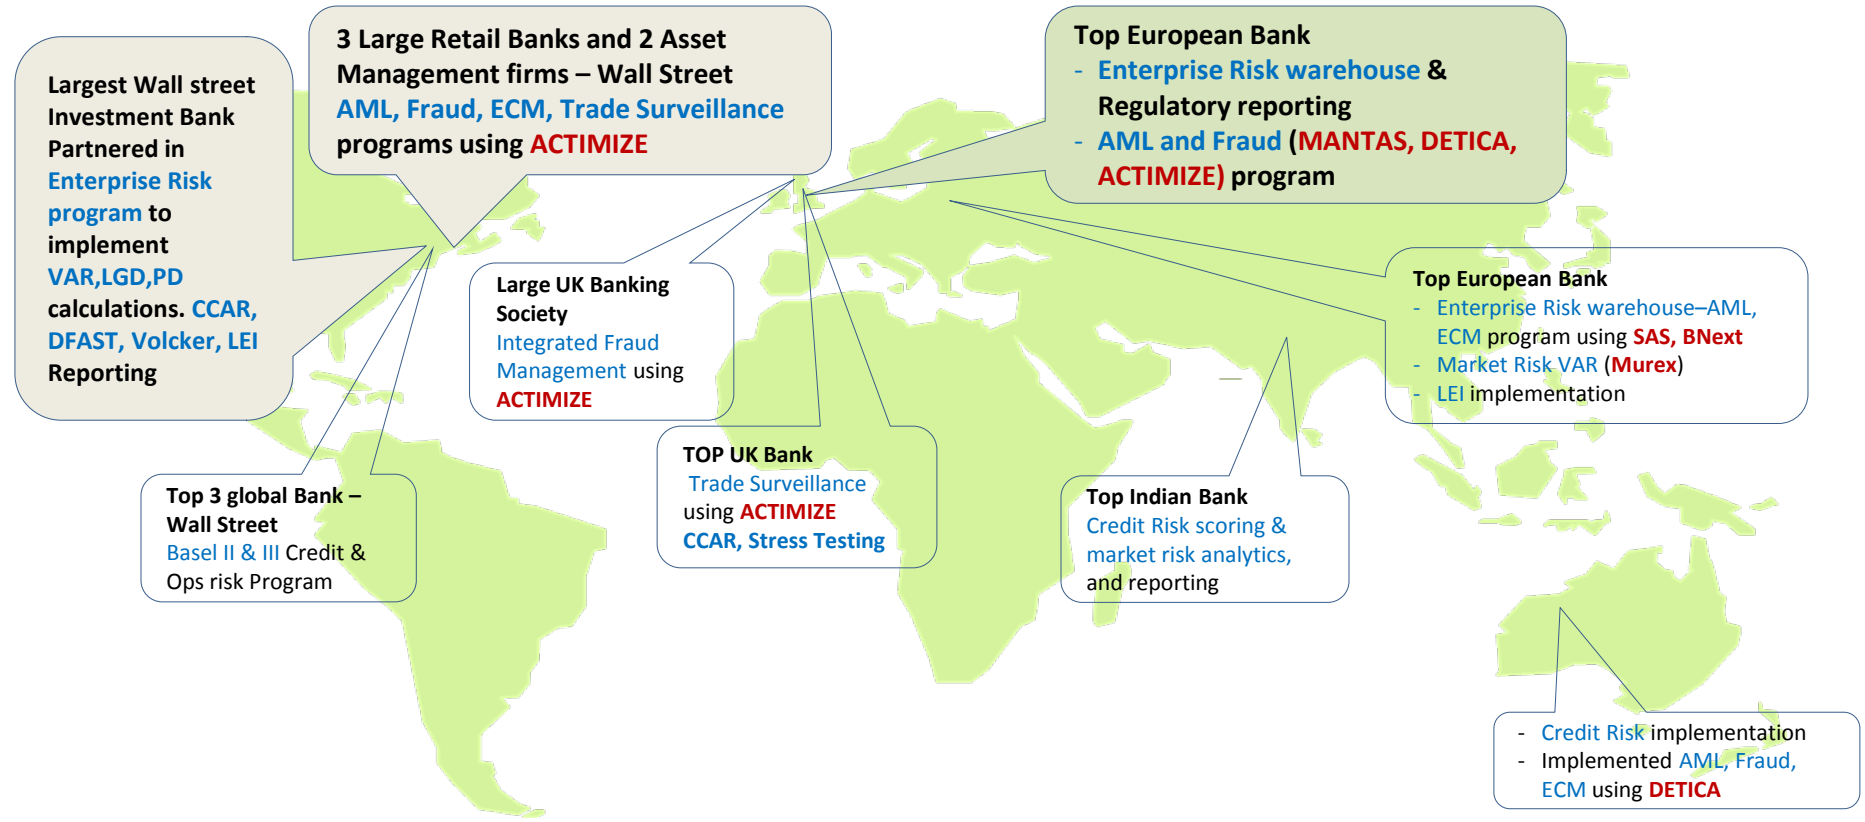 Largest Wall street
Investment Bank
Partnered in
Enterprise Risk
program to
implement
VAR,LGD,PD
calculations. CCAR,
DFAST, Volcker, LEI
Reporting
3 Large Retail Banks and 2 Asset
Management firms – Wall Street
AML, Fraud, ECM, Trade Surveillance
programs using ACTIMIZE
Top European Bank
- Enterprise Risk warehouse &
Regulatory reporting
- AML and Fraud (MANTAS, DETICA,
ACTIMIZE) program
Large UK Banking
Society
Integrated Fraud
Management using
ACTIMIZE
Top European Bank
- Enterprise Risk warehouse–AML,
ECM program using SAS, BNext
- Market Risk VAR (Murex)
- LEI implementation
Top 3 global Bank –
Wall Street
Basel II & III Credit &
Ops risk Program
TOP UK Bank
Trade Surveillance
using ACTIMIZE
CCAR, Stress Testing
Top Indian Bank
Credit Risk scoring &
market risk analytics,
and reporting
- Credit Risk implementation
- Implemented AML, Fraud,
ECM using DETICA